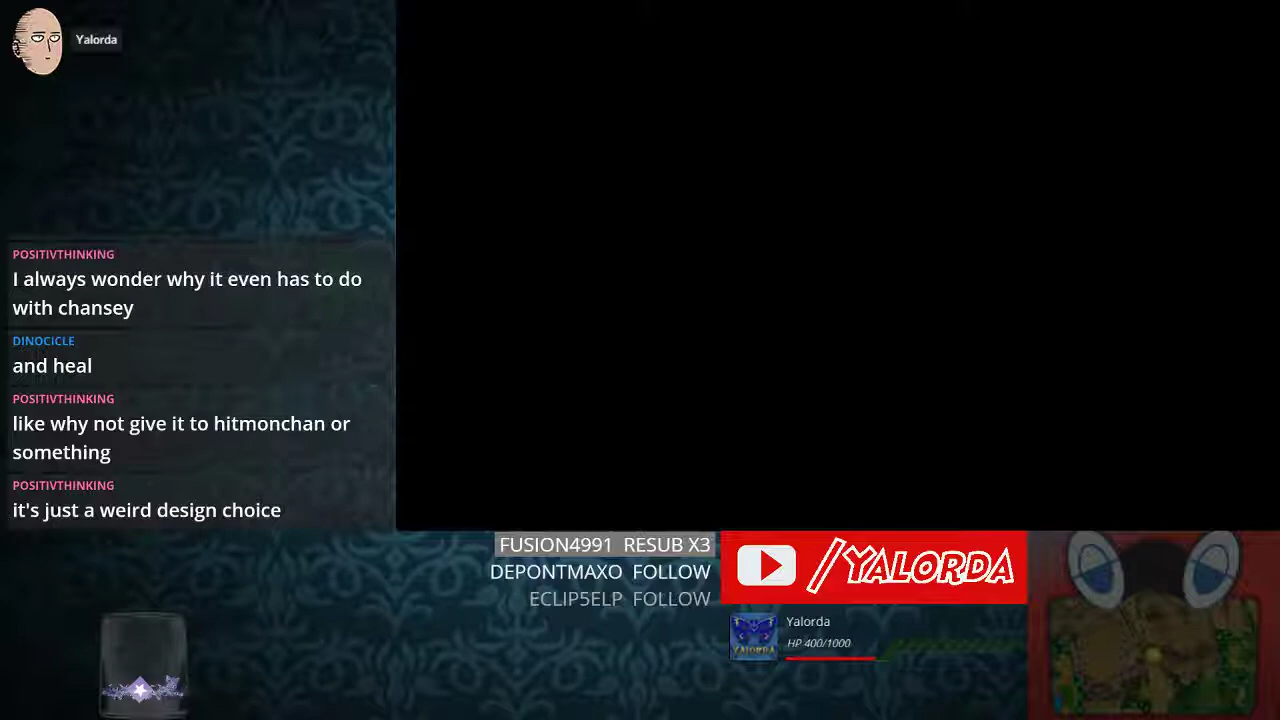 Yalorda
POSITIVTHINKING
I always wonder why it even has to do
with chansey
DINOCICLE
and heal
POSITIVTHINKING
like why not give it to hitmonchan or
something
POSITIVTHINKING
it's just a weird design choice
FUSION4991 RESUB X3
DEPONTMAXO FOLLOW
ECLIP5ELP FOLLOW
/YALORDA
Yalorda
HP 400/1000
YALORDA